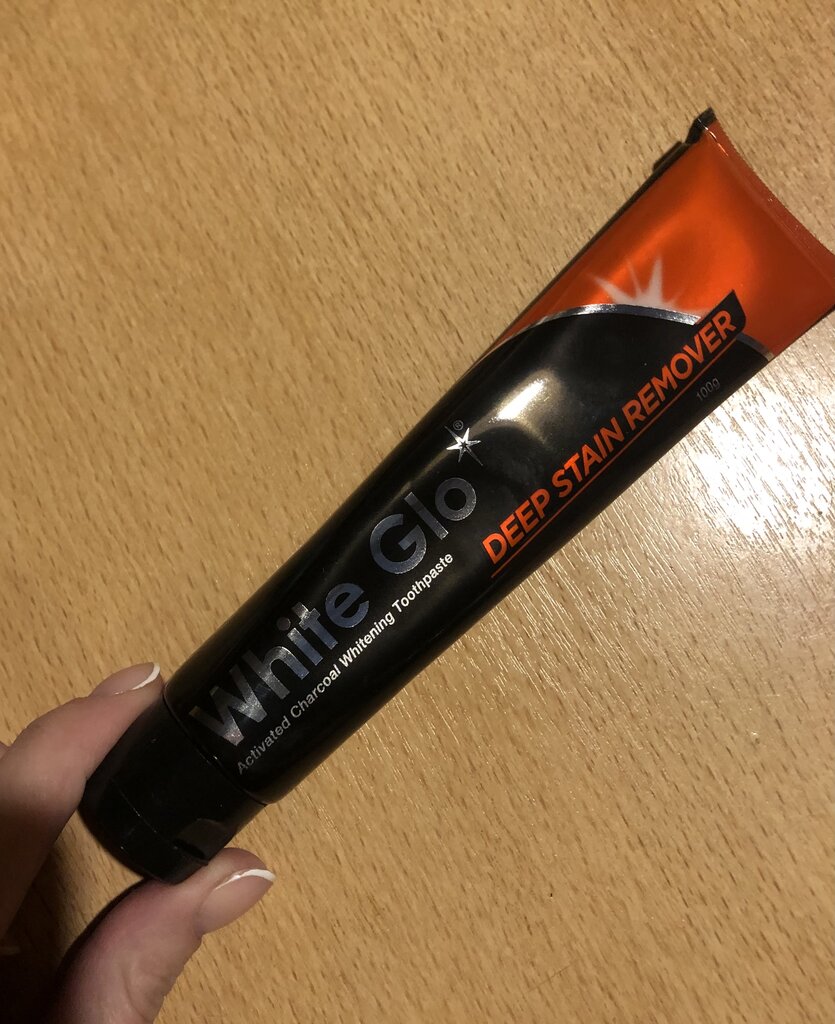 White Glo®
Activated Charcoal Whitening Toothpaste
DEEP STAIN REMOVER
100g